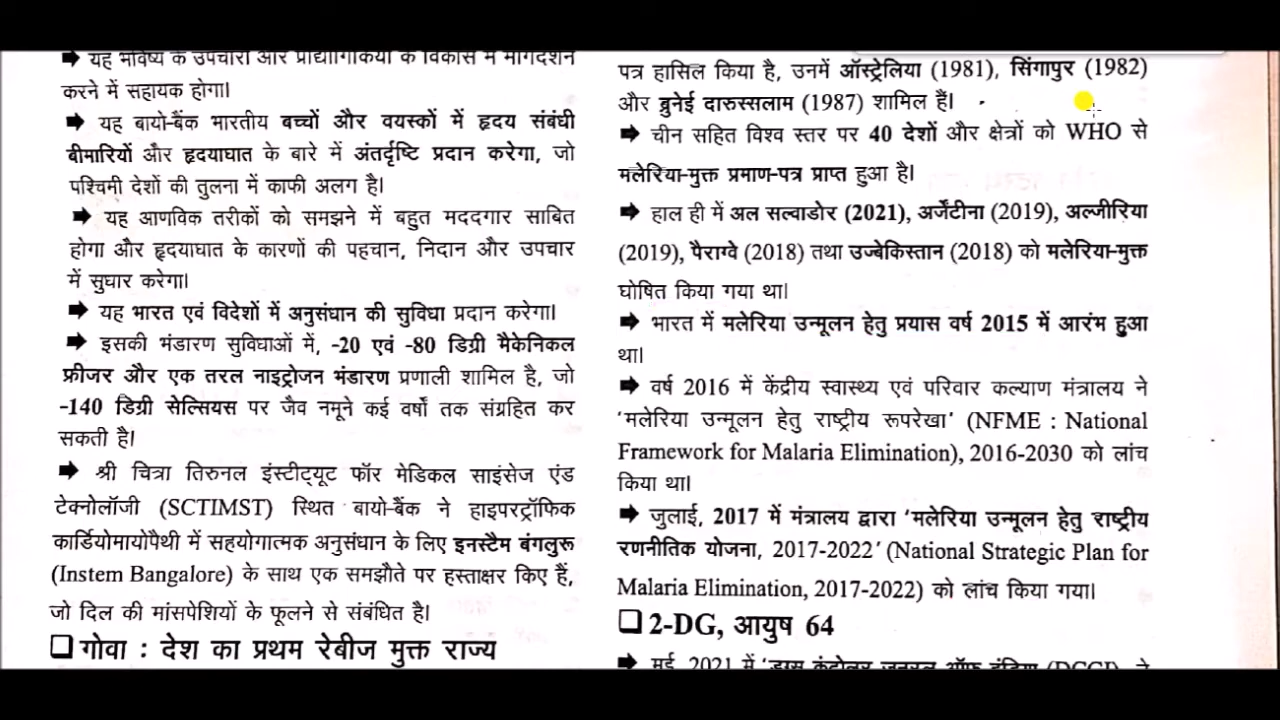 ➡ यह भविष्य के उपचारों और प्रौद्योगिकियों के विकास में मार्गदर्शन
करने में सहायक होगा।
➡ यह बायो-बैंक भारतीय बच्चों और वयस्कों में हृदय संबंधी
बीमारियों और हृदयाघात के बारे में अंतर्दृष्टि प्रदान करेगा, जो
पश्चिमी देशों की तुलना में काफी अलग है।
➡ यह आणविक तरीकों को समझने में बहुत मददगार साबित
होगा और हृदयाघात के कारणों की पहचान, निदान और उपचार
में सुधार करेगा।
➡ यह भारत एवं विदेशों में अनुसंधान की सुविधा प्रदान करेगा।
➡ इसकी भंडारण सुविधाओं में, -20 एवं -80 डिग्री मैकेनिकल
फ्रीजर और एक तरल नाइट्रोजन भंडारण प्रणाली शामिल है, जो
-140 डिग्री सेल्सियस पर जैव नमूने कई वर्षों तक संग्रहित कर
सकती है।
➡ श्री चित्रा तिरुनल इंस्टीट्यूट फॉर मेडिकल साइंसेज एंड
टेक्नोलॉजी (SCTIMST) स्थित बायो-बैंक ने हाइपरट्रॉफिक
कार्डियोमायोपैथी में सहयोगात्मक अनुसंधान के लिए इनस्टैम बंगलुरू
(Instem Bangalore) के साथ एक समझौते पर हस्ताक्षर किए हैं,
जो दिल की मांसपेशियों के फूलने से संबंधित है।
❑ गोवा : देश का प्रथम रेबीज मुक्त राज्य
पत्र हासिल किया है, उनमें ऑस्ट्रेलिया (1981), सिंगापुर (1982)
और ब्रुनेई दारुस्सलाम (1987) शामिल हैं।
➡ चीन सहित विश्व स्तर पर 40 देशों और क्षेत्रों को WHO से
मलेरिया-मुक्त प्रमाण-पत्र प्राप्त हुआ है।
➡ हाल ही में अल सल्वाडोर (2021), अर्जेंटीना (2019), अल्जीरिया
(2019), पैराग्वे (2018) तथा उज्बेकिस्तान (2018) को मलेरिया-मुक्त
घोषित किया गया था।
➡ भारत में मलेरिया उन्मूलन हेतु प्रयास वर्ष 2015 में आरंभ हुआ
था।
➡ वर्ष 2016 में केंद्रीय स्वास्थ्य एवं परिवार कल्याण मंत्रालय ने
'मलेरिया उन्मूलन हेतु राष्ट्रीय रूपरेखा' (NFME : National
Framework for Malaria Elimination), 2016-2030 को लांच
किया था।
➡ जुलाई, 2017 में मंत्रालय द्वारा 'मलेरिया उन्मूलन हेतु राष्ट्रीय
रणनीतिक योजना, 2017-2022' (National Strategic Plan for
Malaria Elimination, 2017-2022) को लांच किया गया।
❑ 2-DG, आयुष 64
➡ मई, 2021 में 'ड्रग्स कंट्रोलर जनरल ऑफ इंडिया (DCGI) ने